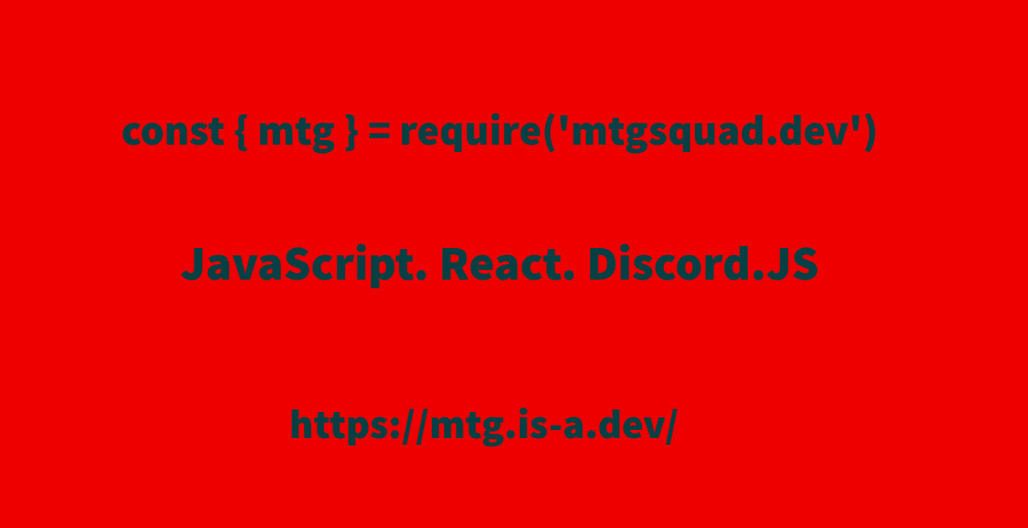 const { mtg } = require('mtgsquad.dev')
JavaScript. React. Discord.JS
https://mtg.is-a.dev/